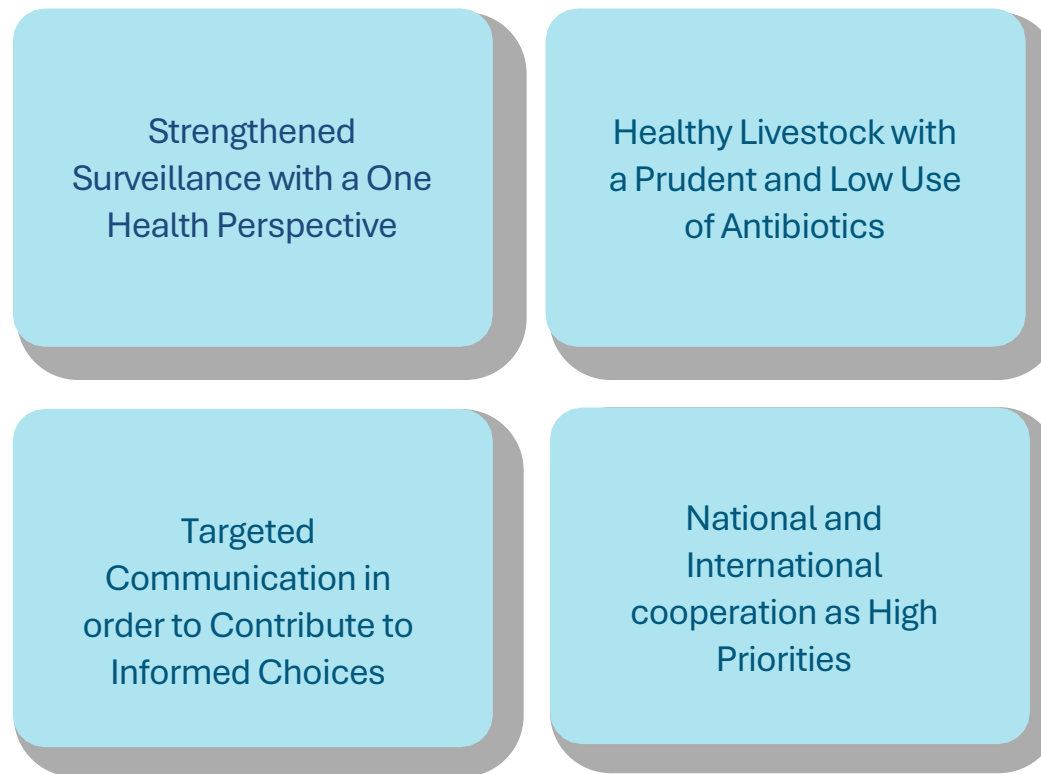 Strengthened
Surveillance with a One
Health Perspective
Healthy Livestock with
a Prudent and Low Use
of Antibiotics
Targeted
Communication in
order to Contribute to
Informed Choices
National and
International
cooperation as High
Priorities